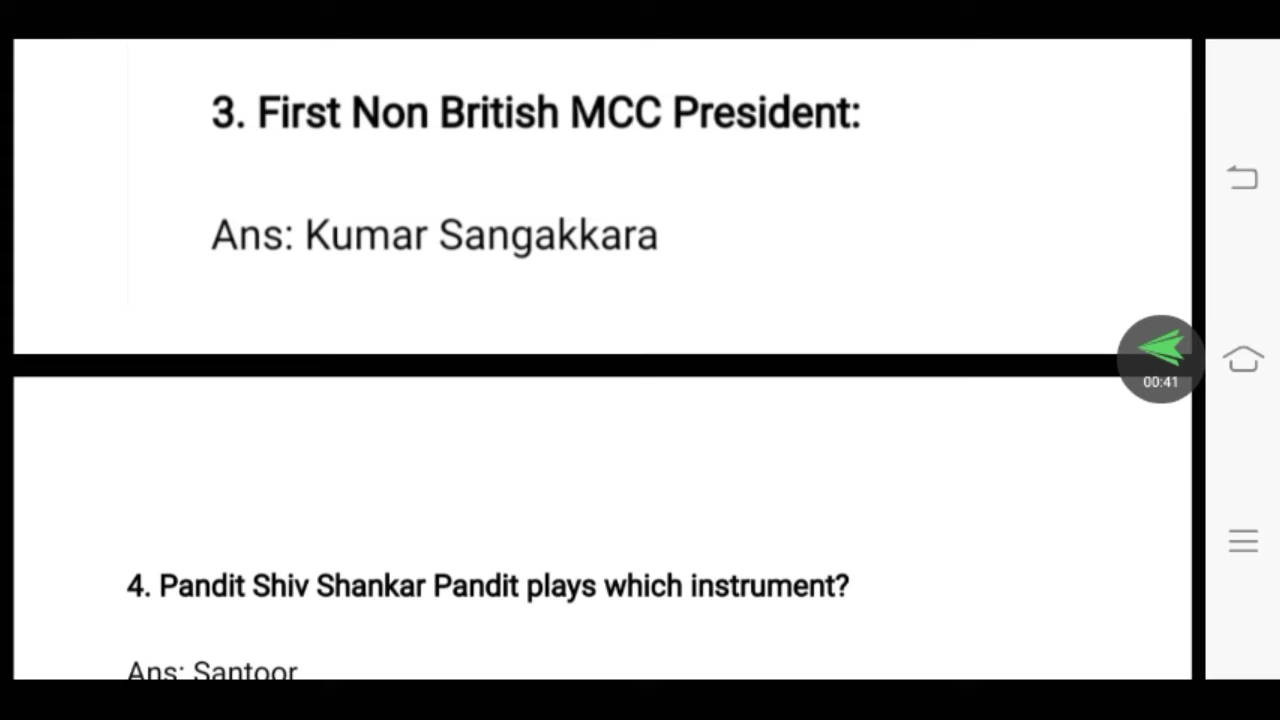 3. First Non British MCC President:
Ans: Kumar Sangakkara
00:41
4. Pandit Shiv Shankar Pandit plays which instrument?
Ans: Santoor